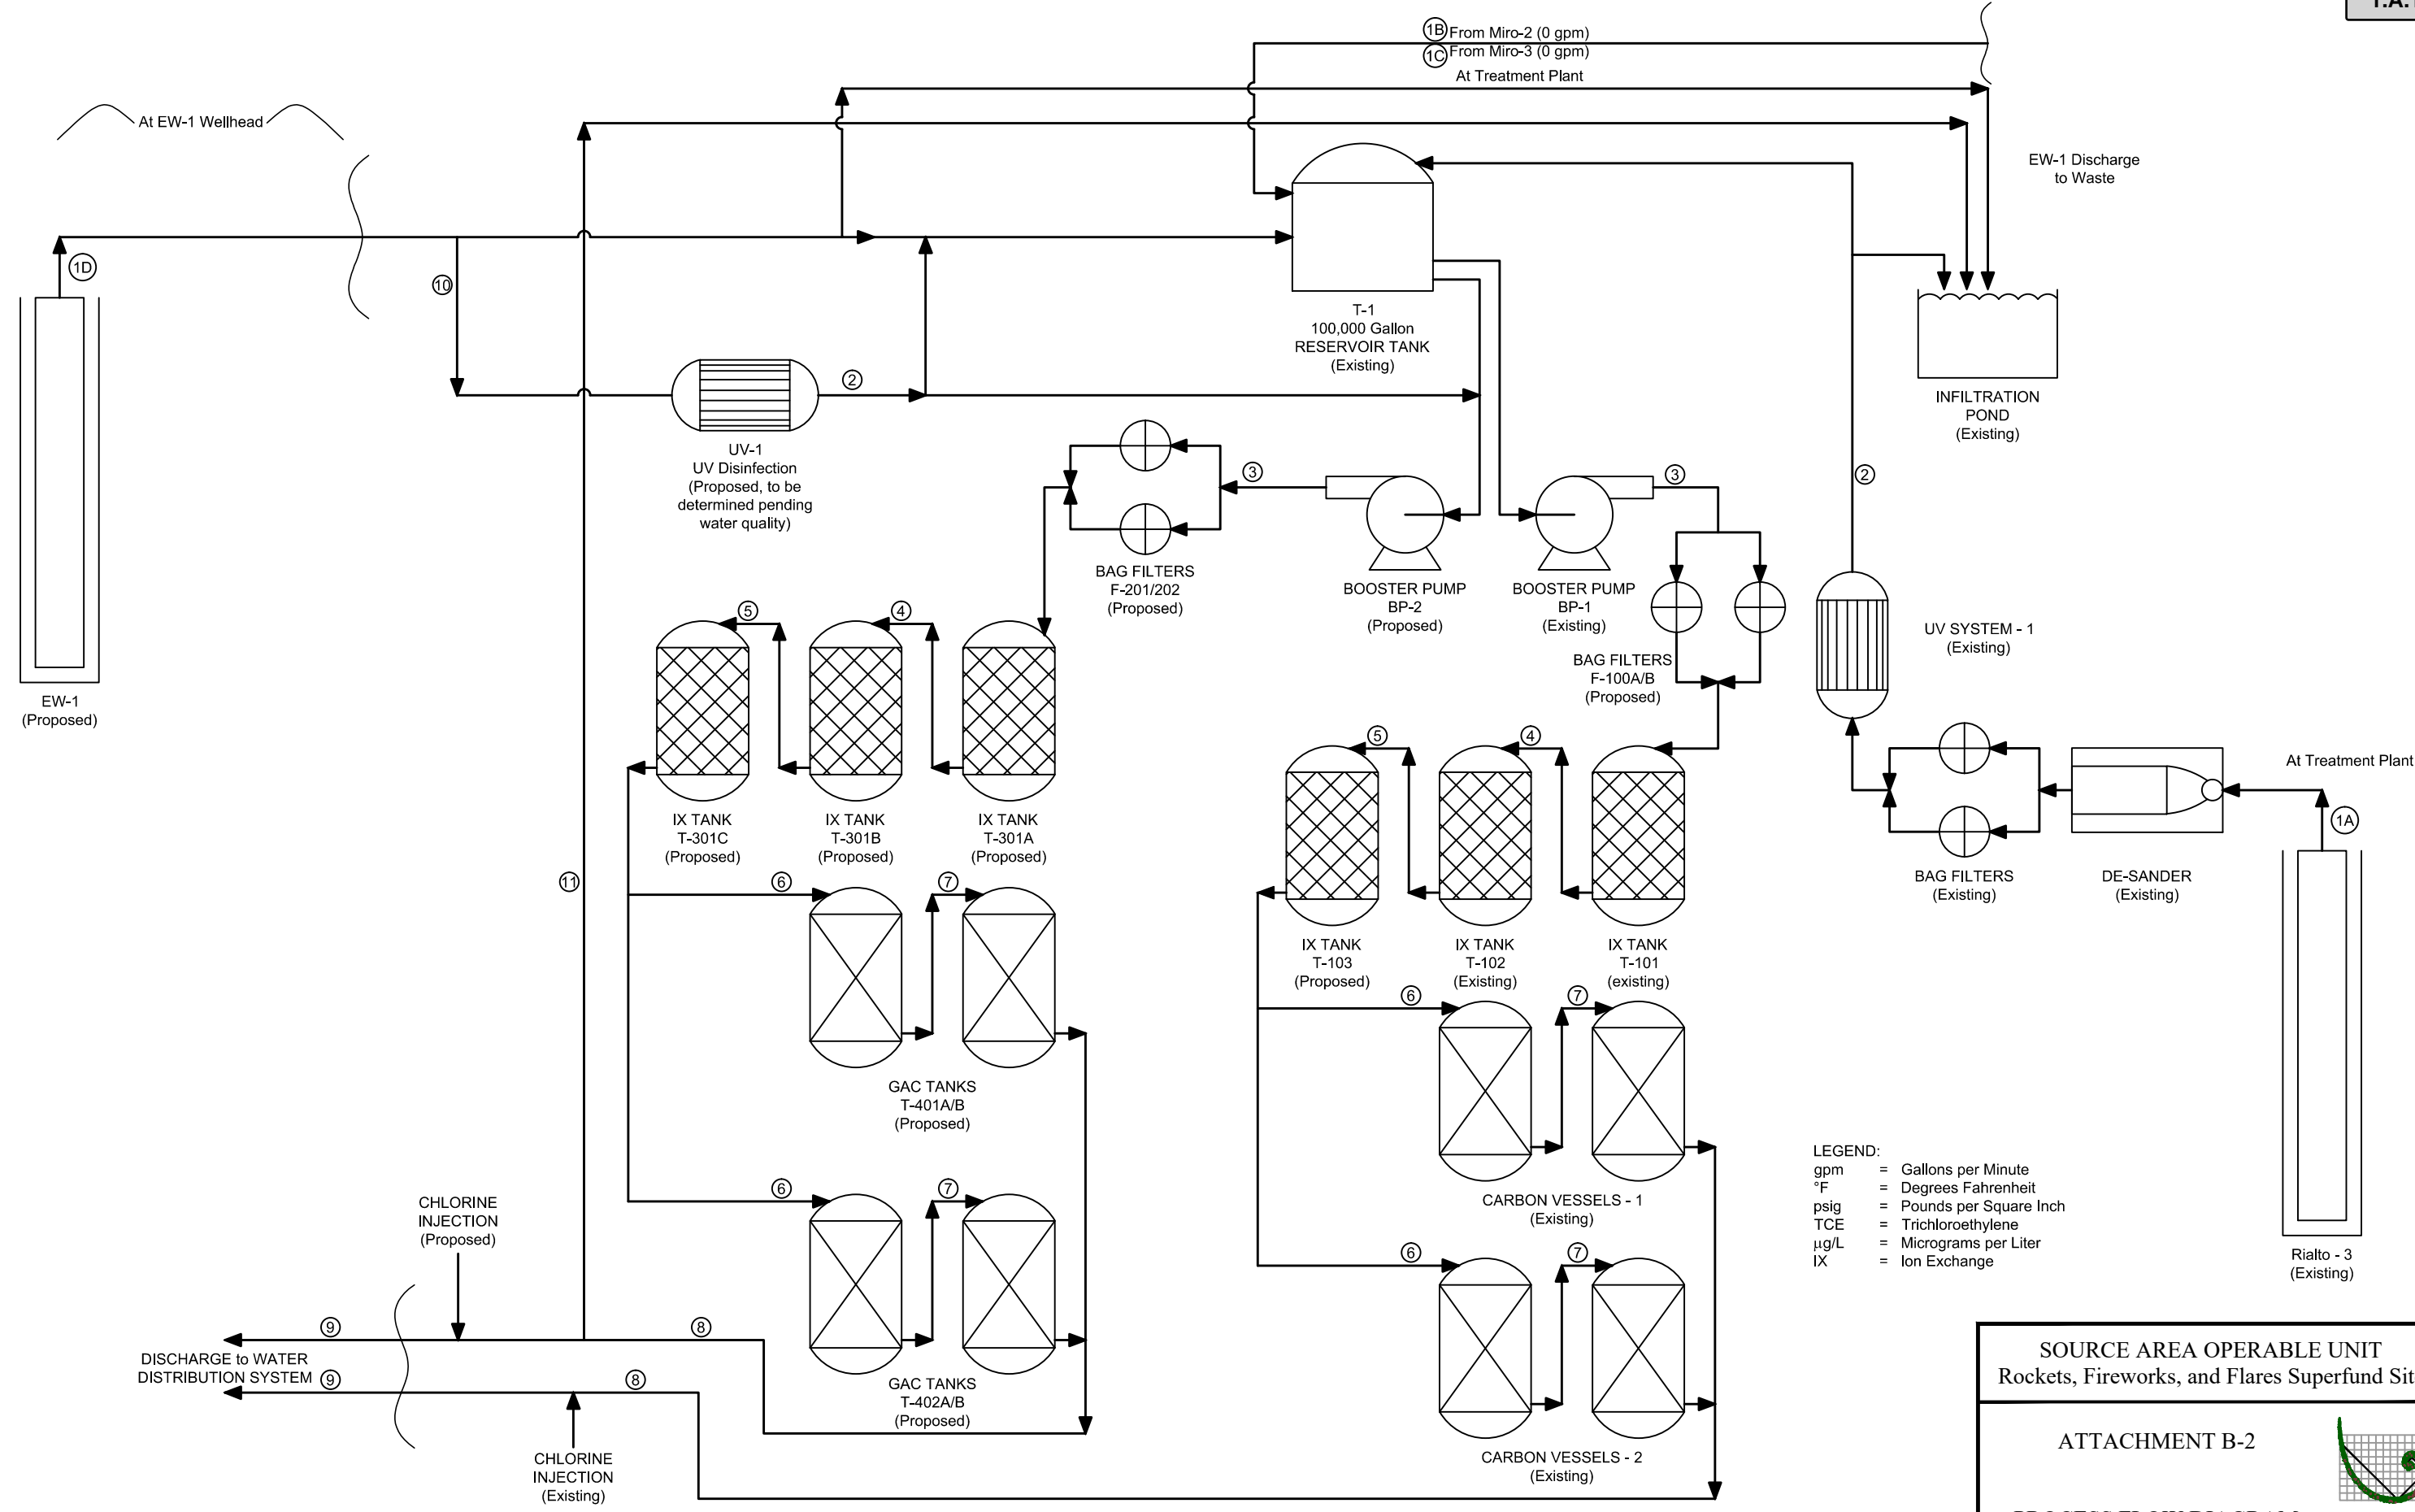 1B From Miro-2 (0 gpm)
1C From Miro-3 (0 gpm)
At Treatment Plant
At EW-1 Wellhead
EW-1 Discharge
to Waste
1D
10
T-1
100,000 Gallon
RESERVOIR TANK
(Existing)
2
INFILTRATION
POND
(Existing)
UV-1
UV Disinfection
(Proposed, to be
determined pending
water quality)
3
3
2
BAG FILTERS
F-201/202
(Proposed)
BOOSTER PUMP
BP-2
(Proposed)
BOOSTER PUMP
BP-1
(Existing)
5
4
UV SYSTEM - 1
(Existing)
BAG FILTERS
F-100A/B
(Proposed)
EW-1
(Proposed)
5
4
At Treatment Plant
1A
IX TANK
T-301C
(Proposed)
IX TANK
T-301B
(Proposed)
IX TANK
T-301A
(Proposed)
BAG FILTERS
(Existing)
DE-SANDER
(Existing)
11
6
7
IX TANK
T-103
(Proposed)
IX TANK
T-102
(Existing)
IX TANK
T-101
(existing)
6
7
GAC TANKS
T-401A/B
(Proposed)
LEGEND:
gpm = Gallons per Minute
°F = Degrees Fahrenheit
psig = Pounds per Square Inch
TCE = Trichloroethylene
µg/L = Micrograms per Liter
IX = Ion Exchange
6
7
CARBON VESSELS - 1
(Existing)
CHLORINE
INJECTION
(Proposed)
6
7
Rialto - 3
(Existing)
9
8
DISCHARGE to WATER
DISTRIBUTION SYSTEM
9
8
GAC TANKS
T-402A/B
(Proposed)
CHLORINE
INJECTION
(Existing)
CARBON VESSELS - 2
(Existing)
SOURCE AREA OPERABLE UNIT
Rockets, Fireworks, and Flares Superfund Sit
ATTACHMENT B-2